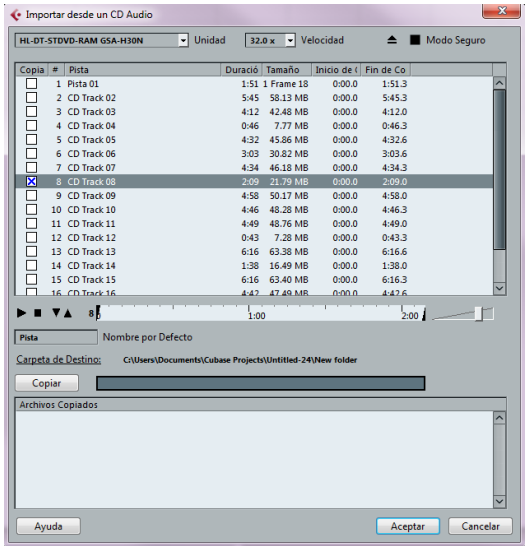 Importar desde un CD Audio
HL-DT-STDVD-RAM GSA-H30N Unidad 32.0 x Velocidad Modo Seguro
Copia # Pista Duració Tamaño Inicio de ( Fin de Co
1 Pista 01 1:51 1 Frame 18 0:00.0 1:51.3
2 CD Track 02 5:45 58.13 MB 0:00.0 5:45.3
3 CD Track 03 4:12 42.48 MB 0:00.0 4:12.0
4 CD Track 04 0:46 7.77 MB 0:00.0 0:46.3
5 CD Track 05 4:32 45.86 MB 0:00.0 4:32.6
6 CD Track 06 3:03 30.82 MB 0:00.0 3:03.6
7 CD Track 07 4:34 46.18 MB 0:00.0 4:34.3
8 CD Track 08 2:09 21.79 MB 0:00.0 2:09.0
9 CD Track 09 4:58 50.17 MB 0:00.0 4:58.0
10 CD Track 10 4:46 48.28 MB 0:00.0 4:46.3
11 CD Track 11 4:49 48.76 MB 0:00.0 4:49.0
12 CD Track 12 0:43 7.28 MB 0:00.0 0:43.3
13 CD Track 13 6:16 63.38 MB 0:00.0 6:16.6
14 CD Track 14 1:38 16.49 MB 0:00.0 1:38.0
15 CD Track 15 6:16 63.40 MB 0:00.0 6:16.3
16 CD Track 16 4:42 47.49 MB 0:00.0 4:42.6
8 1:00 2:00
Pista Nombre por Defecto
Carpeta de Destino: C:\Users\Documents\Cubase Projects\Untitled-24\New folder
Copiar
Archivos Copiados
Ayuda Aceptar Cancelar